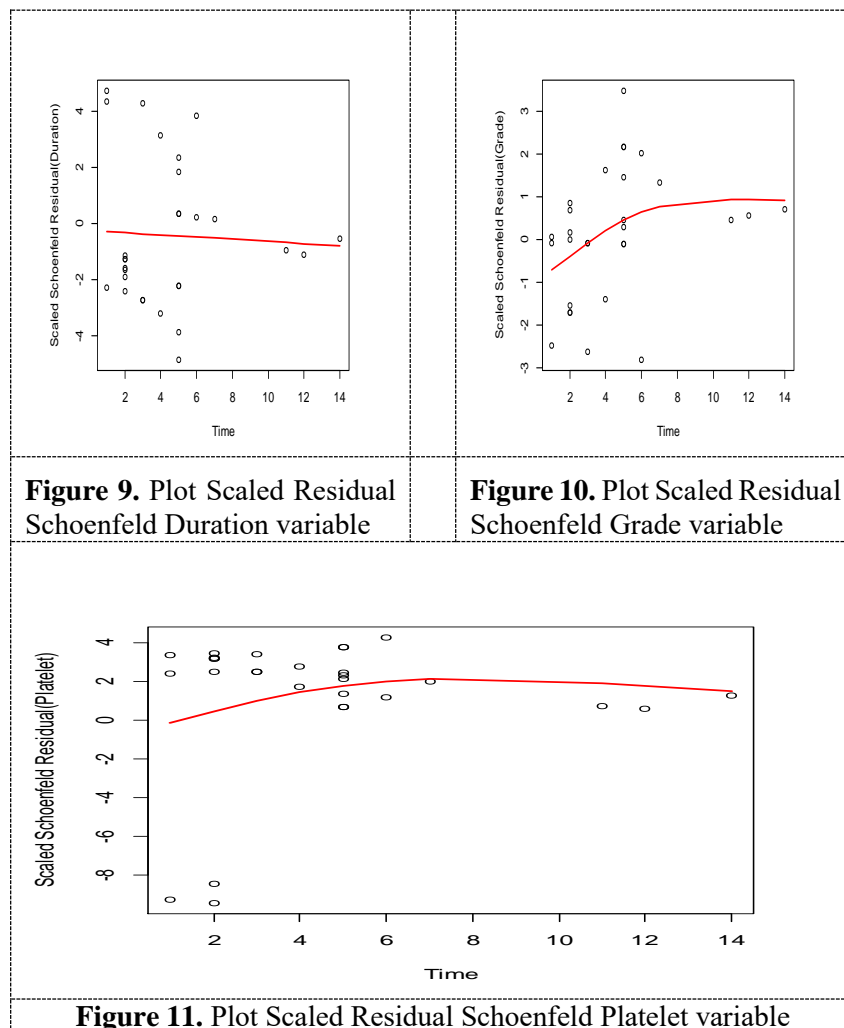 Scaled Schoenfeld Residual(Duration)
4
2
0
-2
-4
2 4 6 8 10 12 14
Time
Scaled Schoenfeld Residual(Grade)
3
2
1
0
-1
-2
-3
2 4 6 8 10 12 14
Time
Figure 9. Plot Scaled Residual
Schoenfeld Duration variable
Figure 10. Plot Scaled Residual
Schoenfeld Grade variable
Scaled Schoenfeld Residual(Platelet)
4
2
0
-2
-4
-6
-8
2 4 6 8 10 12 14
Time
Figure 11. Plot Scaled Residual Schoenfeld Platelet variable